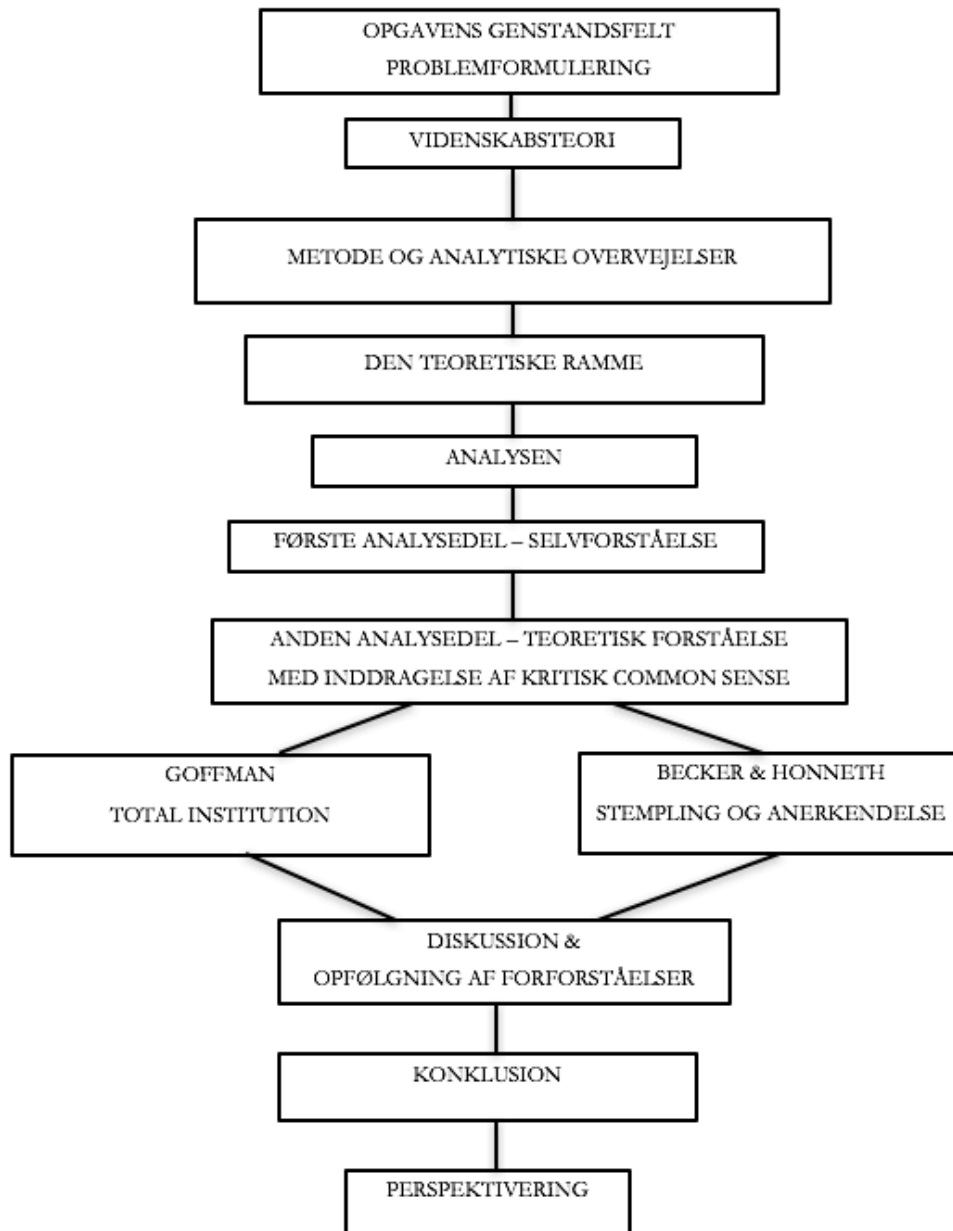 OPGAVENS GENSTANDSFELT
PROBLEMFORMULERING
VIDENSKABSTEORI
METODE OG ANALYTISKE OVERVEJELSER
DEN TEORETISKE RAMME
ANALYSEN
FØRSTE ANALYSEDEL – SELVFORSTÅELSE
ANDEN ANALYSEDEL – TEORETISK FORSTÅELSE
MED INDDRAGELSE AF KRITISK COMMON SENSE
GOFFMAN
TOTAL INSTITUTION
BECKER & HONNETH
STEMPLING OG ANERKENDELSE
DISKUSSION &
OPFØLGNING AF FORFORSTÅELSER
KONKLUSION
PERSPEKTIVERING